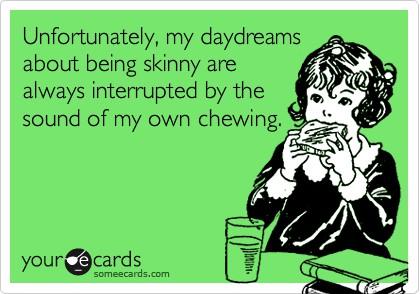 Unfortunately, my daydreams
about being skinny are
always interrupted by the
sound of my own chewing.
your e cards
someecards.com